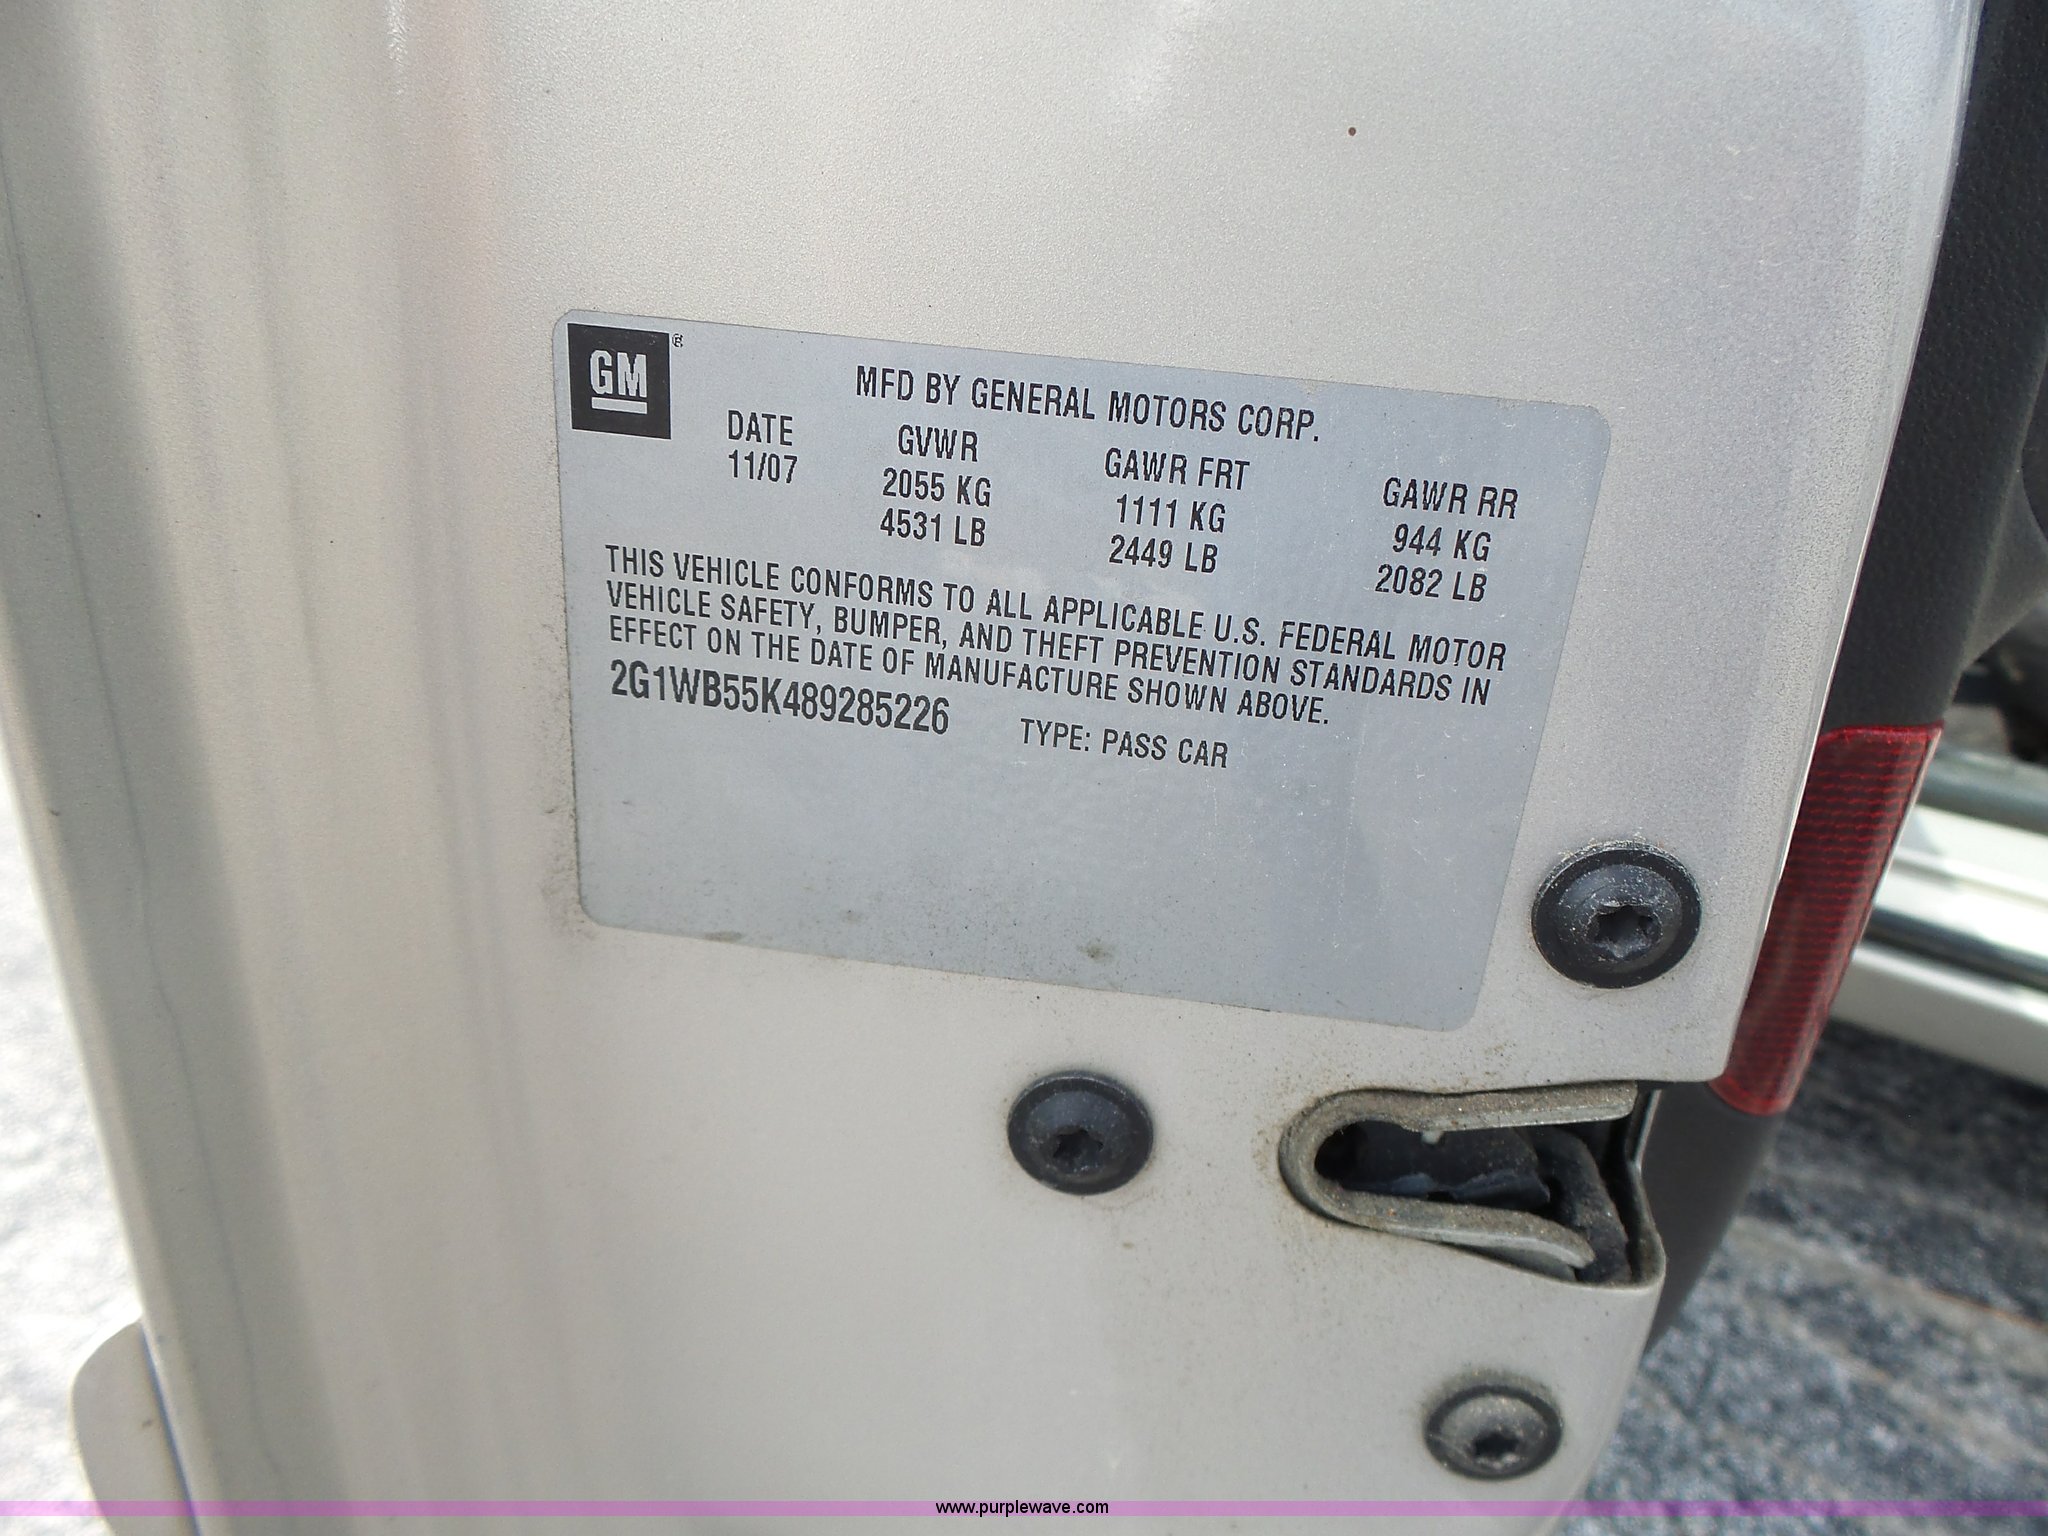 GM®
MFD BY GENERAL MOTORS CORP.
DATE GVWR GAWR FRT GAWR RR
11/07 2055 KG 1111 KG 944 KG
4531 LB 2449 LB 2082 LB
THIS VEHICLE CONFORMS TO ALL APPLICABLE U.S. FEDERAL MOTOR
VEHICLE SAFETY, BUMPER, AND THEFT PREVENTION STANDARDS IN
EFFECT ON THE DATE OF MANUFACTURE SHOWN ABOVE.
2G1WB55K489285226 TYPE: PASS CAR
www.purplewave.com